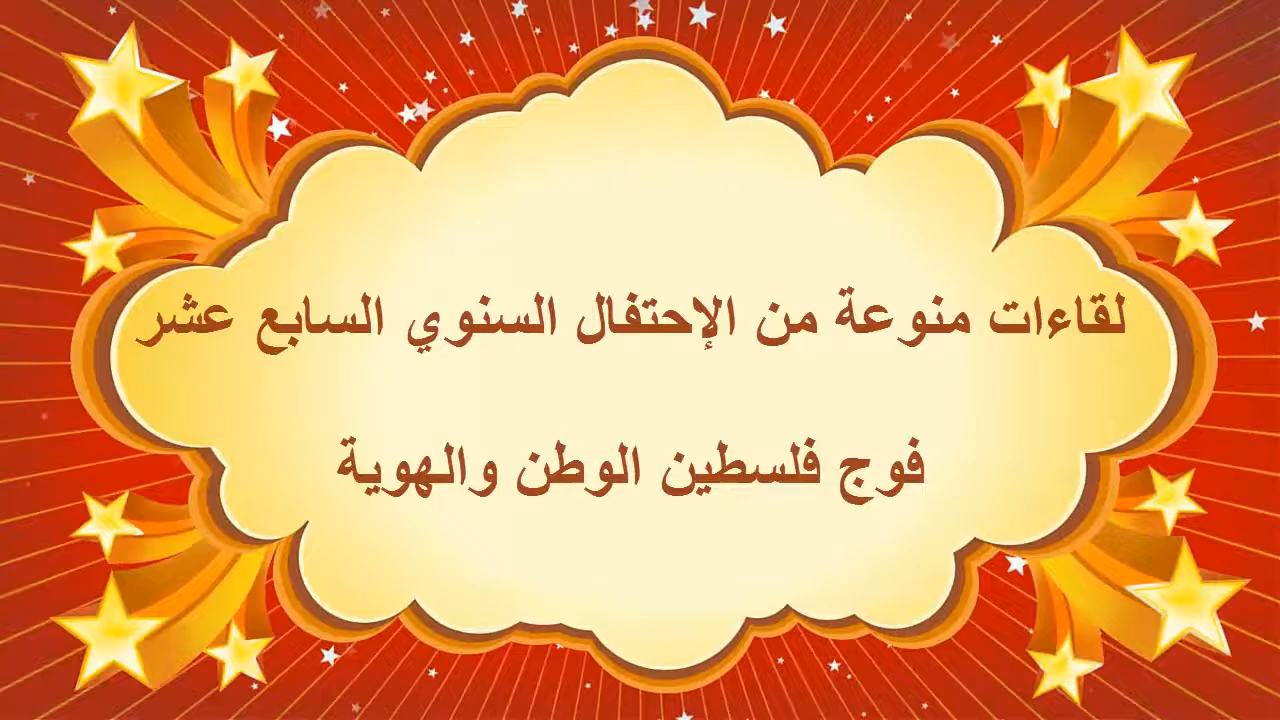 لقاءات منوعة من الإحتفال السنوي السابع عشر
فوج فلسطين الوطن والهوية